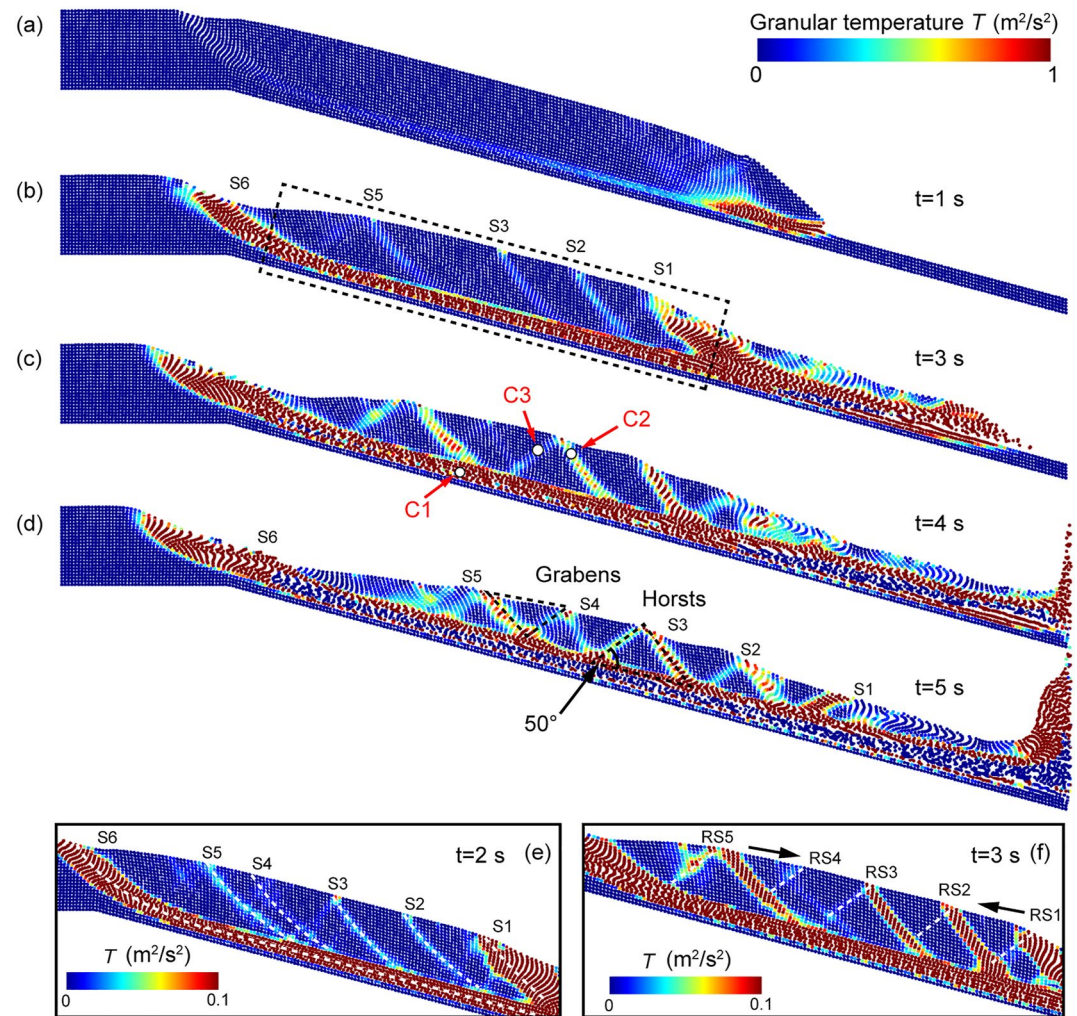 (a)
Granular temperature T (m²/s²)
0 1
t=1 s
(b)
S6
S5
S3
S2
S1
t=3 s
(c)
C3
C2
C1
t=4 s
(d)
S6
S5
Grabens
S4
Horsts
S3
S2
S1
t=5 s
50°
S6
S5
S4
S3
S2
S1
t=2 s (e)
T (m²/s²)
0 0.1
RS5
RS4
RS3
RS2
RS1
t=3 s (f)
T (m²/s²)
0 0.1